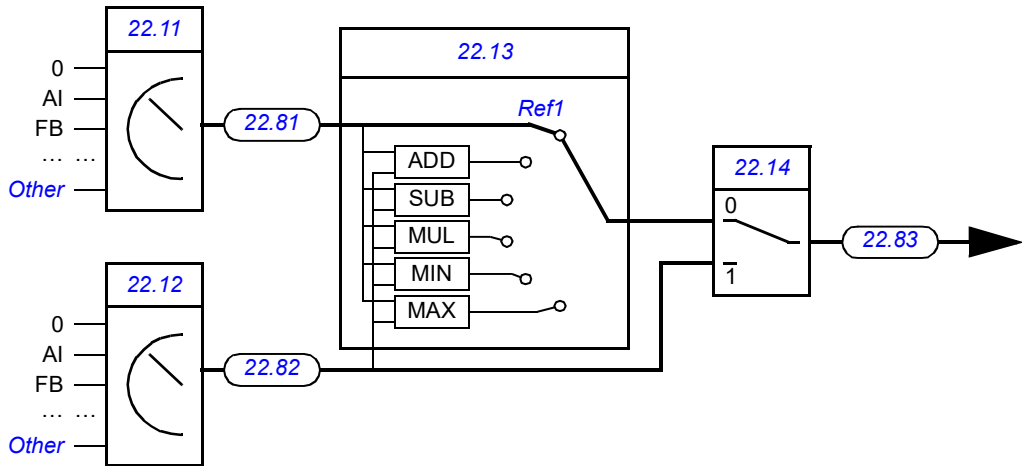 22.11
0
AI
FB
... ...
Other
22.81
22.13
Ref1
ADD
SUB
MUL
MIN
MAX
22.14
0
1
22.83
22.12
0
AI
FB
... ...
Other
22.82